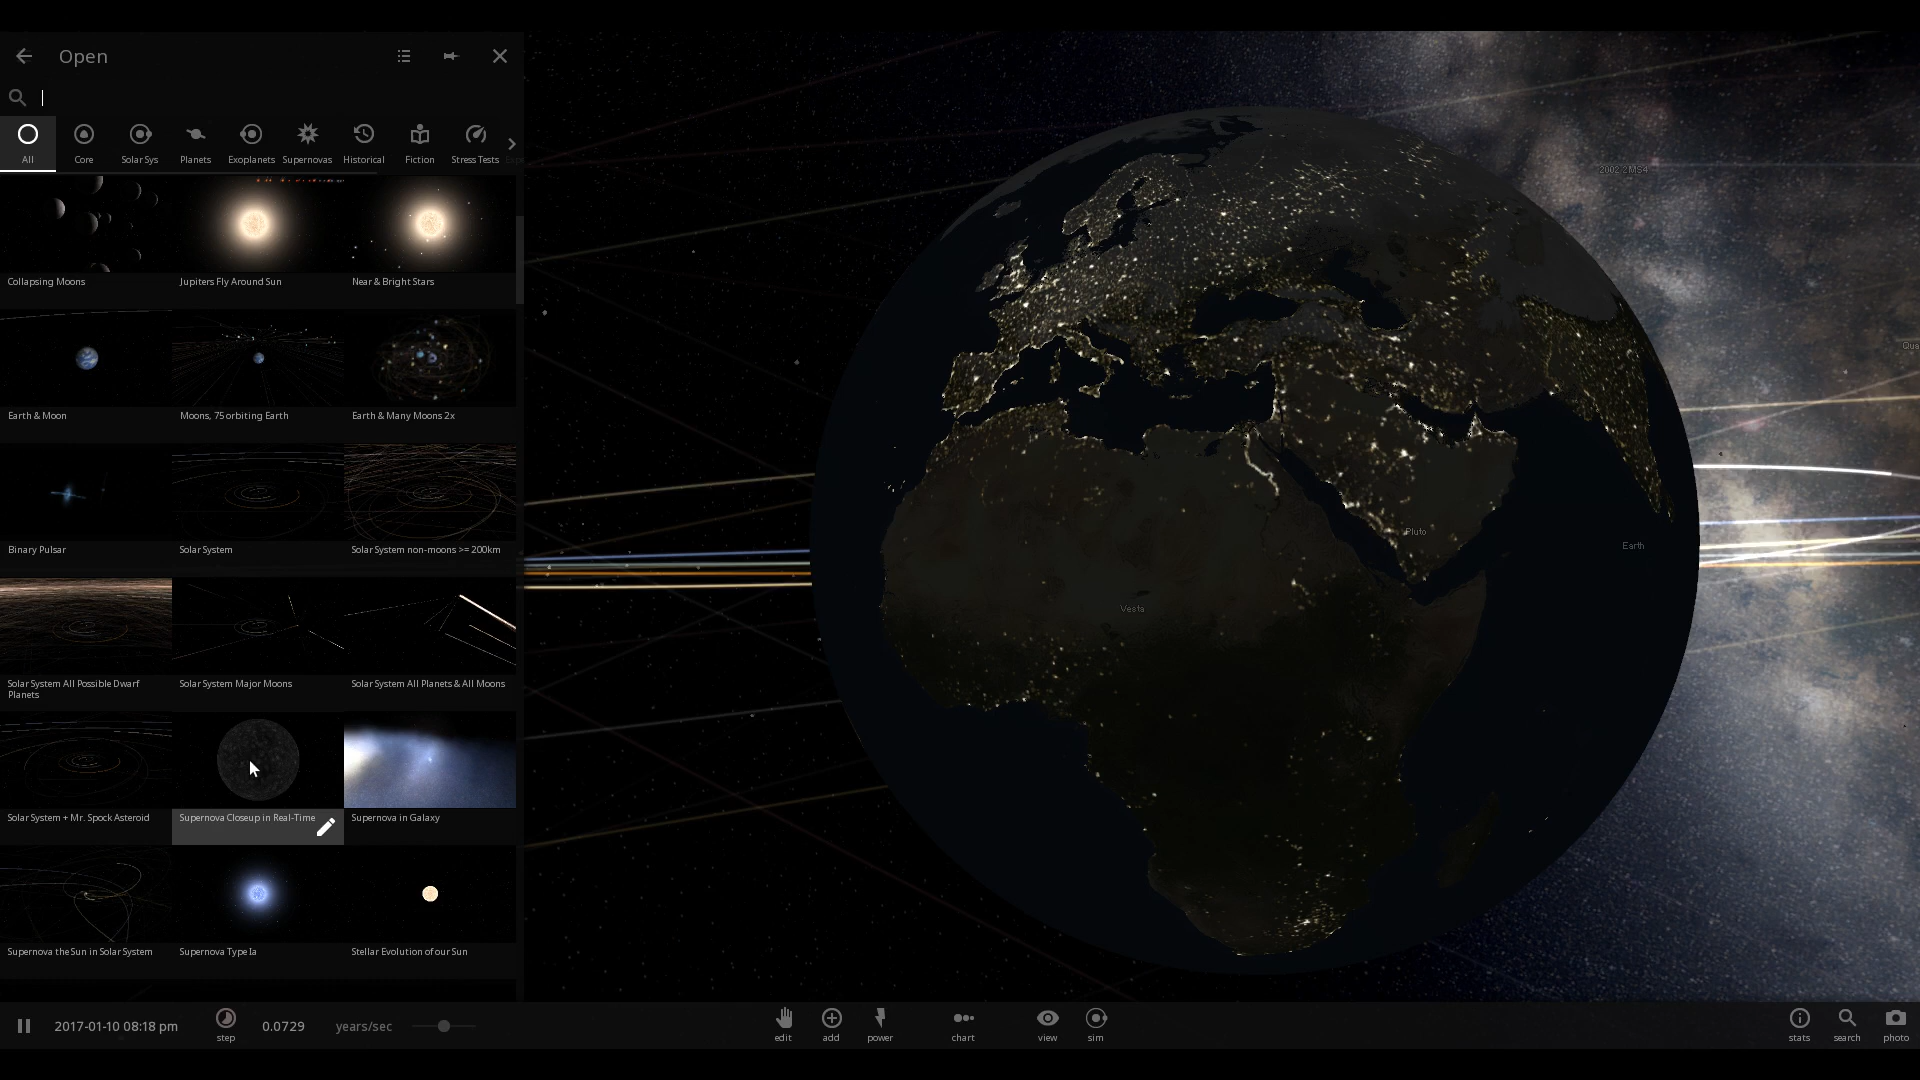 Open
All
Core
Solar Sys
Planets
Exoplanets
Supernovas
Historical
Fiction
Stress Tests
Collapsing Moons
Jupiters Fly Around Sun
Near & Bright Stars
Earth & Moon
Moons, 75 orbiting Earth
Earth & Many Moons 2x
Binary Pulsar
Solar System
Solar System non-moons >= 200km
Solar System All Possible Dwarf
Planets
Solar System Major Moons
Solar System All Planets & All Moons
Solar System + Mr. Spock Asteroid
Supernova Closeup in Real-Time
Supernova in Galaxy
Supernova the Sun in Solar System
Supernova Type Ia
Stellar Evolution of our Sun
Pluto
Earth
Vesta
2017-01-10 08:18 pm
step
0.0729
years/sec
edit
add
power
chart
view
sim
stats
search
photo